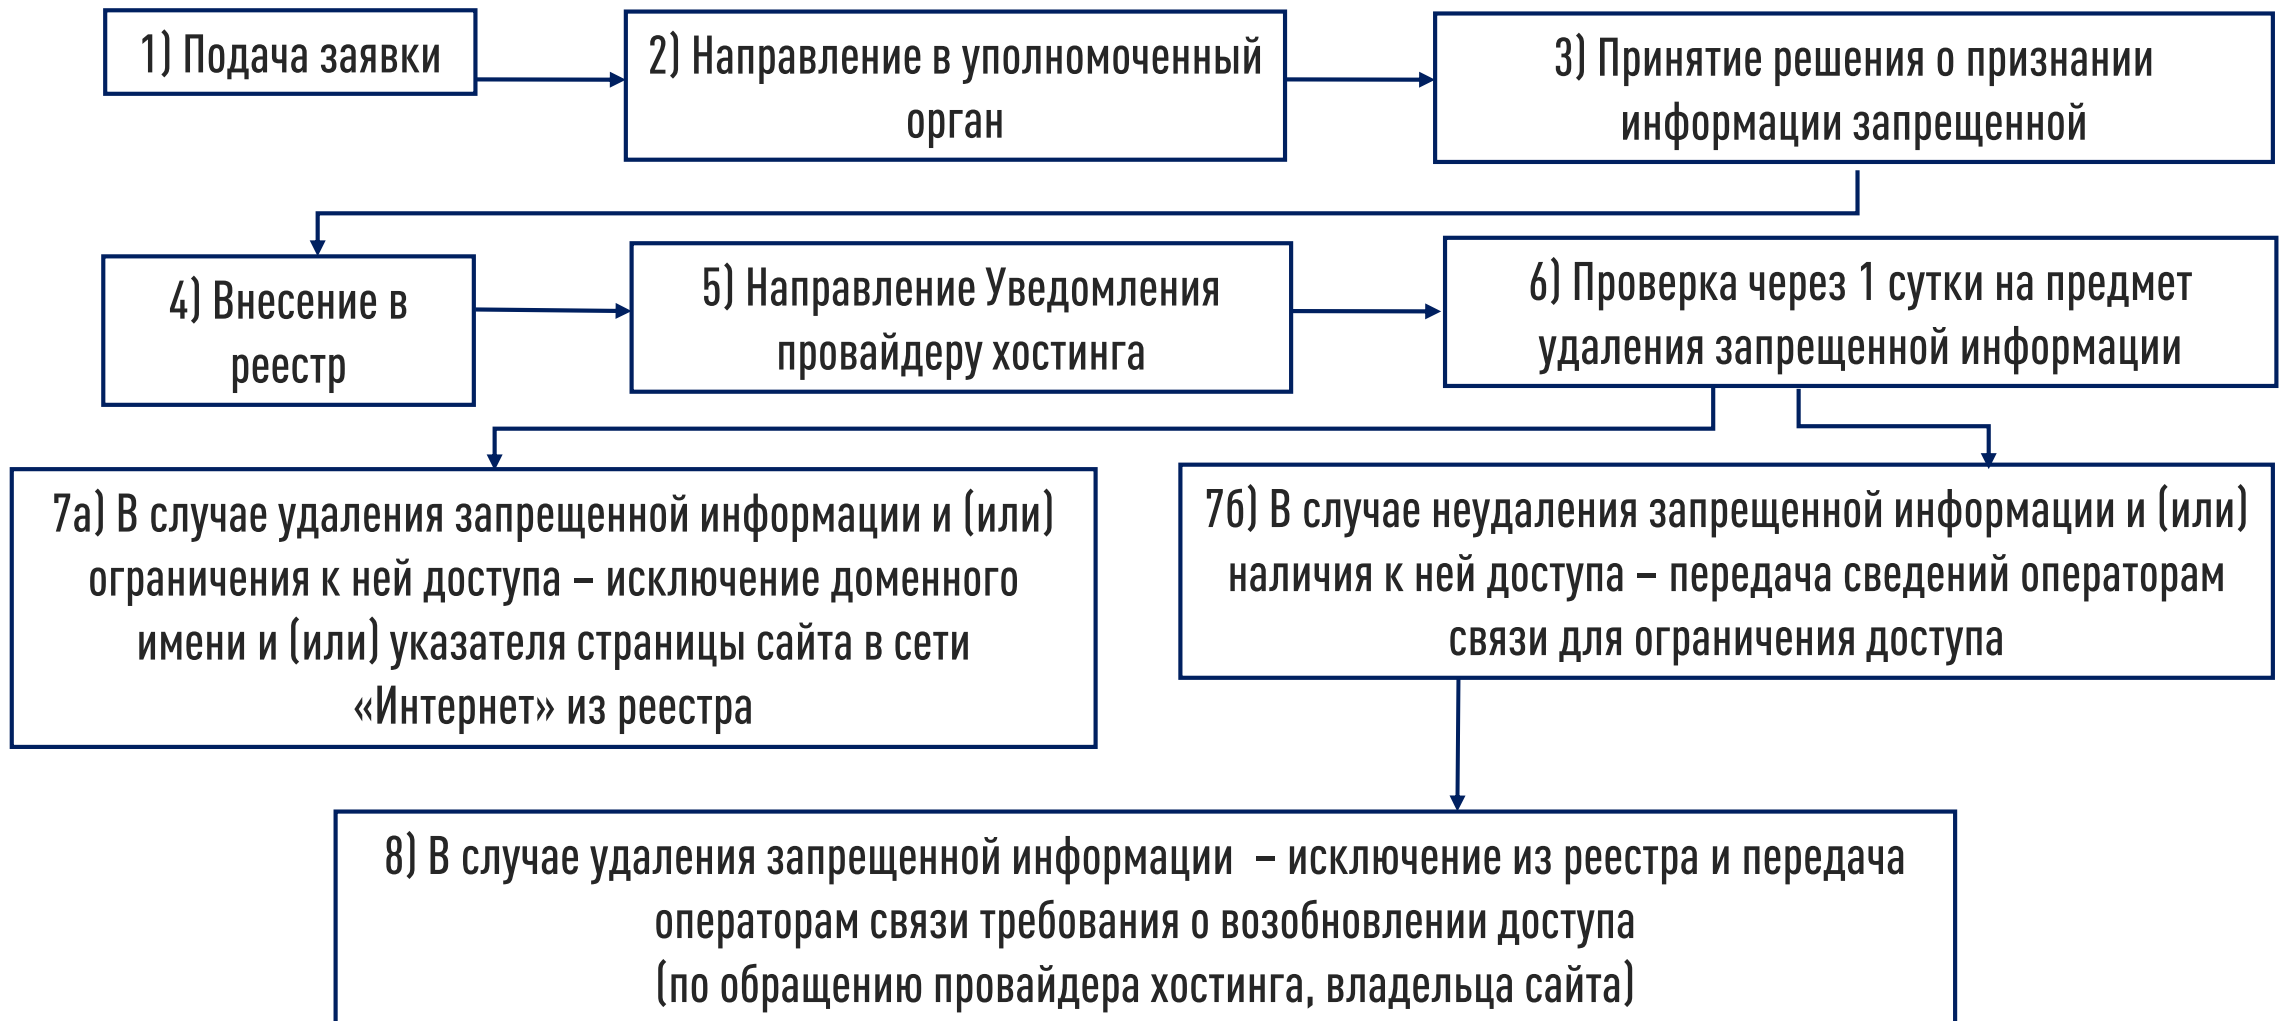 1) Подача заявки
2) Направление в уполномоченный
орган
3) Принятие решения о признании
информации запрещенной
4) Внесение в
реестр
5) Направление Уведомления
провайдеру хостинга
6) Проверка через 1 сутки на предмет
удаления запрещенной информации
7а) В случае удаления запрещенной информации и (или)
ограничения к ней доступа – исключение доменного
имени и (или) указателя страницы сайта в сети
«Интернет» из реестра
7б) В случае неудаления запрещенной информации и (или)
наличия к ней доступа – передача сведений операторам
связи для ограничения доступа
8) В случае удаления запрещенной информации – исключение из реестра и передача
операторам связи требования о возобновлении доступа
(по обращению провайдера хостинга, владельца сайта)